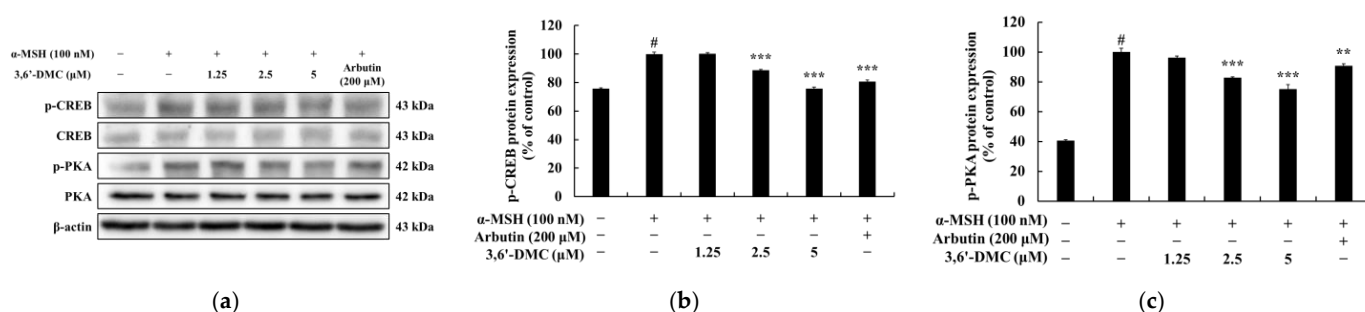 α-MSH (100 nM) – + + + + +
3,6'-DMC (μM) – – 1.25 2.5 5 Arbutin (200 μM)
p-CREB 43 kDa
CREB 43 kDa
p-PKA 42 kDa
PKA 42 kDa
β-actin 43 kDa
(a)
p-CREB protein expression
(% of control)
120
100
80
60
40
20
0
# *** *** ***
α-MSH (100 nM) – + + + + +
Arbutin (200 μM) – – – – – +
3,6'-DMC (μM) – – 1.25 2.5 5 –
(b)
p-PKA protein expression
(% of control)
120
100
80
60
40
20
0
# *** *** **
α-MSH (100 nM) – + + + + +
Arbutin (200 μM) – – – – – +
3,6'-DMC (μM) – – 1.25 2.5 5 –
(c)